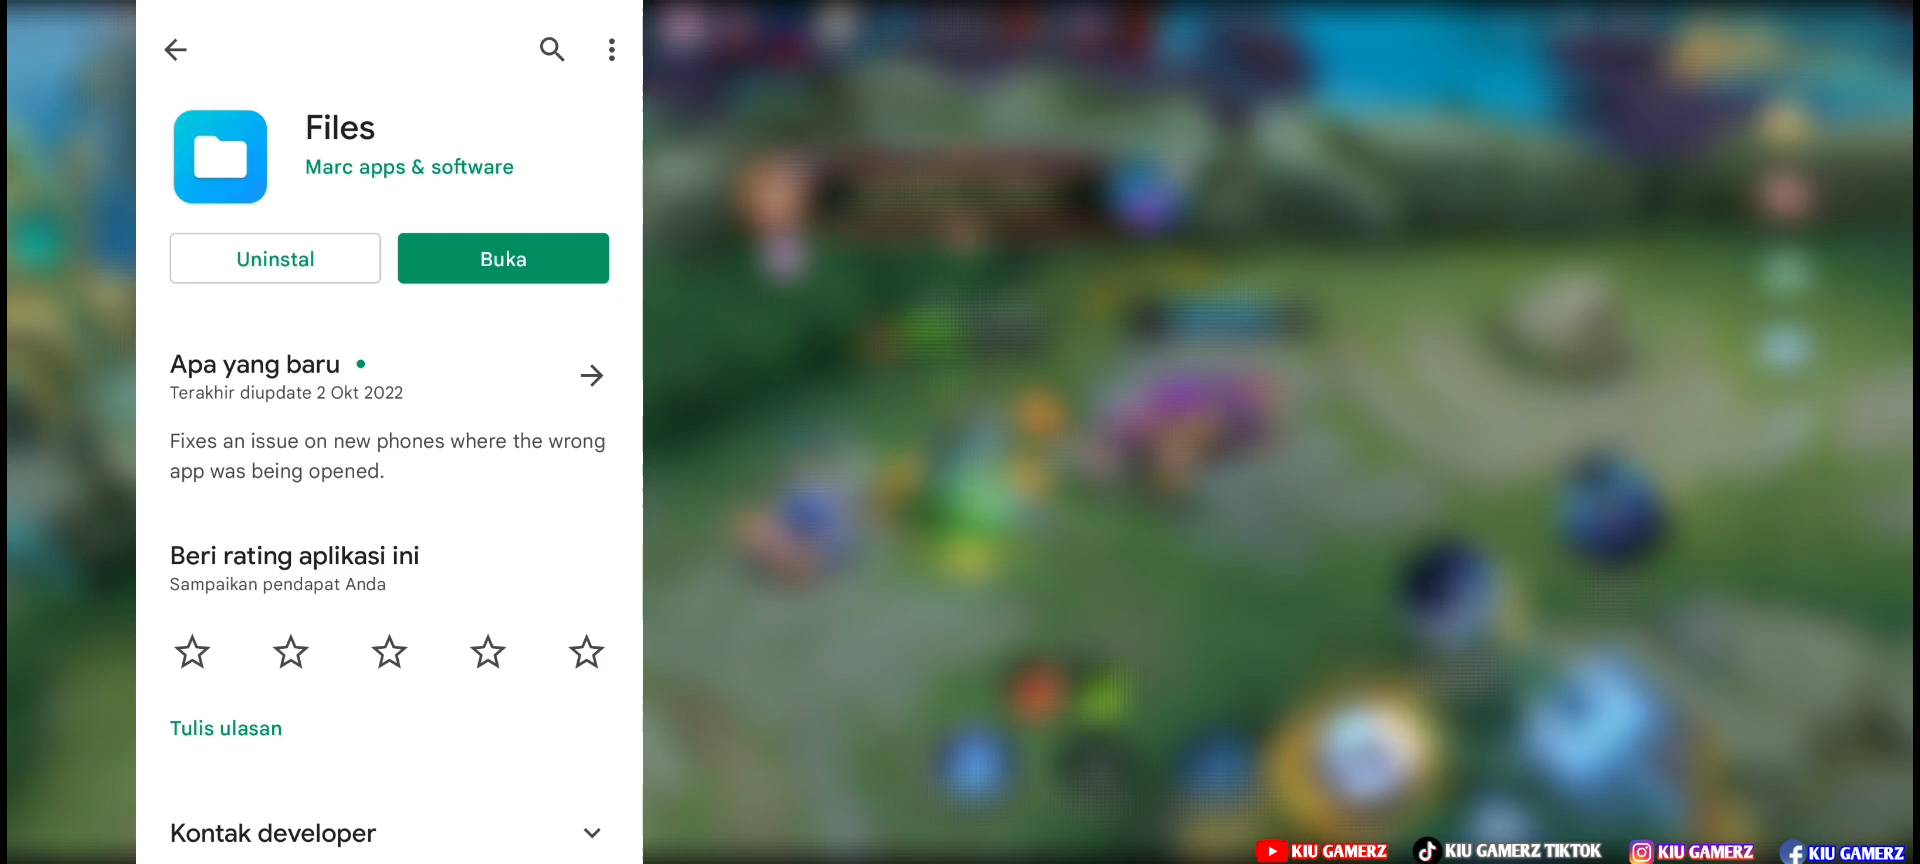 Files
Marc apps & software
Uninstal
Buka
Apa yang baru
Terakhir diupdate 2 Okt 2022
Fixes an issue on new phones where the wrong
app was being opened.
Beri rating aplikasi ini
Sampaikan pendapat Anda
Tulis ulasan
Kontak developer
KIU GAMERZ
KIU GAMERZ TIKTOK
KIU GAMERZ
KIU GAMERZ